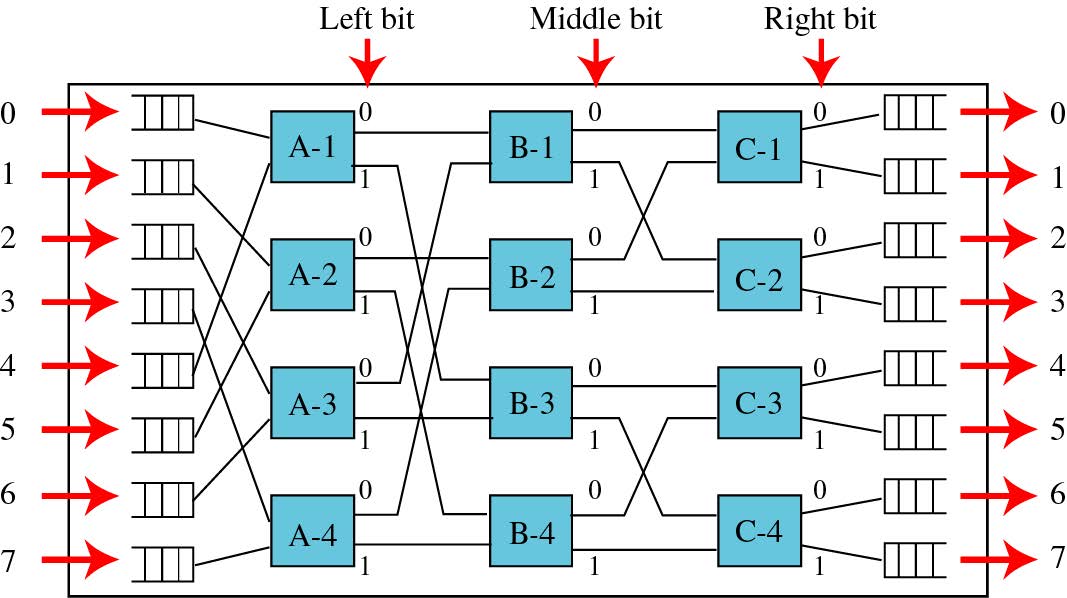 Left bit Middle bit Right bit
0 0 0 0 0
A-1 B-1 C-1
1 1 1 1 1
2 0 0 0 2
A-2 B-2 C-2
3 1 1 1 3
4 0 0 0 4
A-3 B-3 C-3
5 1 1 1 5
6 0 0 0 6
A-4 B-4 C-4
7 1 1 1 7